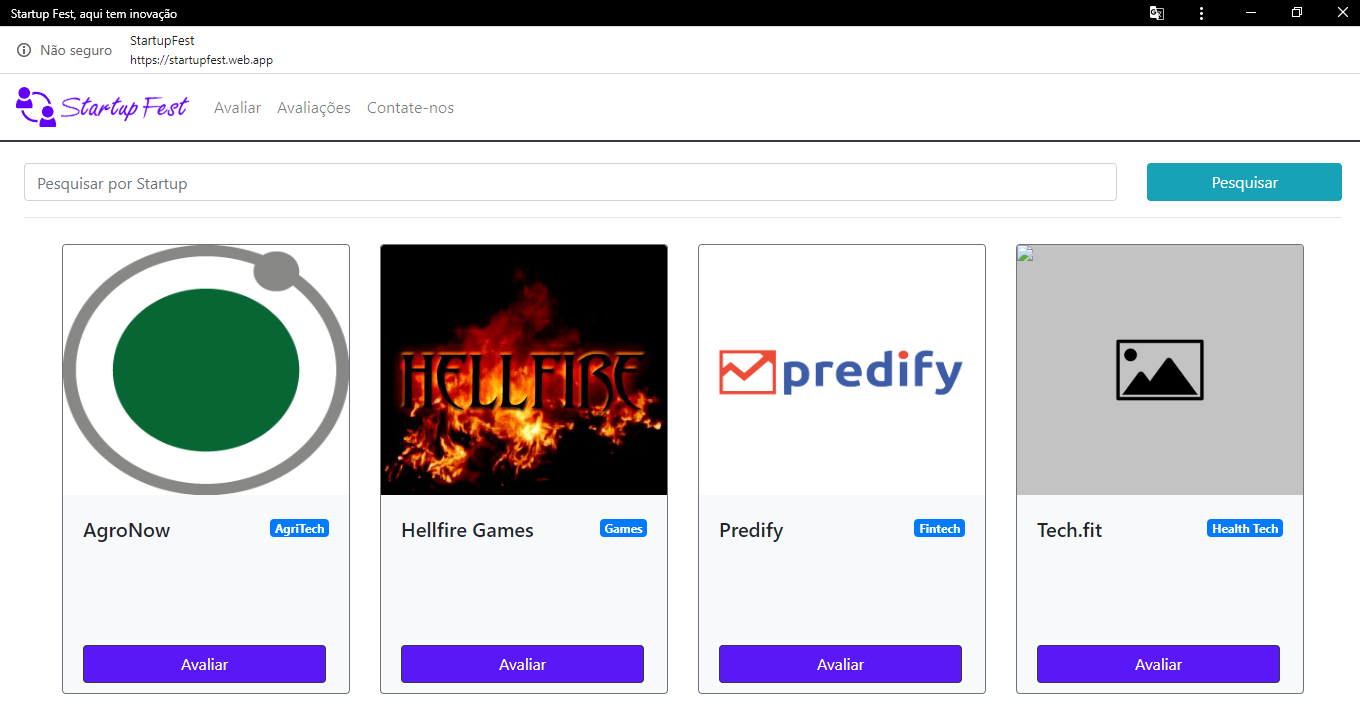 Startup Fest, aqui tem inovação
Não seguro
StartupFest
https://startupfest.web.app
Startup Fest
Avaliar Avaliações Contate-nos
Pesquisar por Startup
Pesquisar
HELLFIRE
predify
AgroNow AgriTech
Hellfire Games Games
Predify Fintech
Tech.fit Health Tech
Avaliar
Avaliar
Avaliar
Avaliar